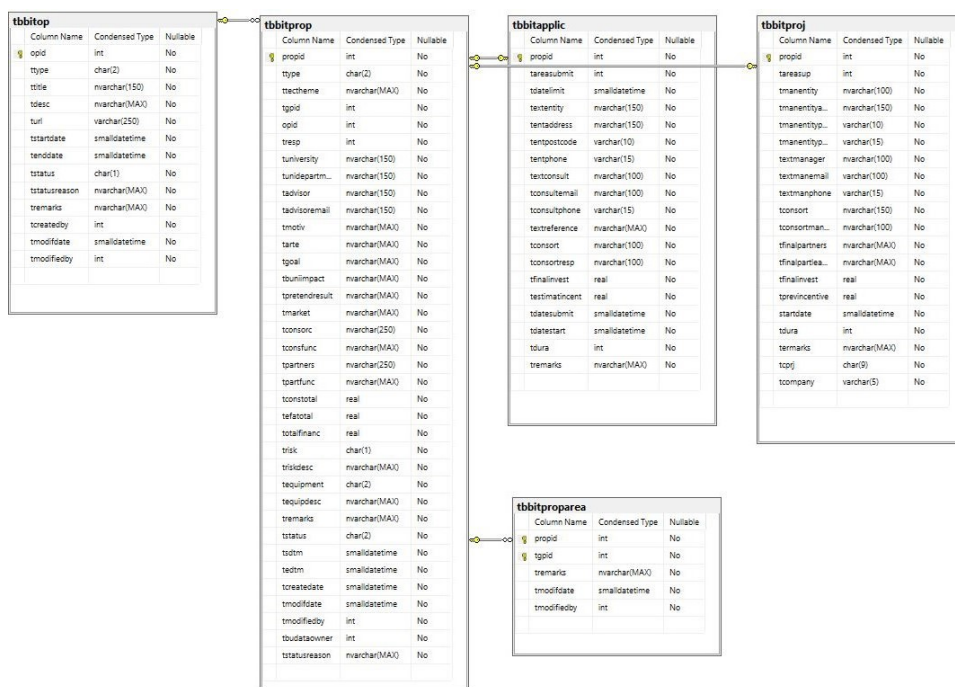 tbbitop
Column Name Condensed Type Nullable
opid int No
ttype char(2) No
ttitle nvarchar(150) No
tdesc nvarchar(MAX) No
turl varchar(250) No
tstartdate smalldatetime No
tenddate smalldatetime No
tstatus char(1) No
tstatusreason nvarchar(MAX) No
tremarks nvarchar(MAX) No
tcreatedby int No
tmodifdate smalldatetime No
tmodifiedby int No
tbbitprop
Column Name Condensed Type Nullable
propid int No
ttype char(2) No
ttectheme nvarchar(MAX) No
tgpid int No
opid int No
tresp int No
tuniversity nvarchar(150) No
tunidepartm... nvarchar(150) No
tadvisor nvarchar(150) No
tadvisoremail nvarchar(150) No
tmotiv nvarchar(MAX) No
tarte nvarchar(MAX) No
tgoal nvarchar(MAX) No
tbuniimpact nvarchar(MAX) No
tpretendresult nvarchar(MAX) No
tmarket nvarchar(MAX) No
tconsorc nvarchar(250) No
tconsfunc nvarchar(MAX) No
tpartners nvarchar(250) No
tpartfunc nvarchar(MAX) No
tconstotal real No
tefatotal real No
totalfinanc real No
trisk char(1) No
triskdesc nvarchar(MAX) No
tequipment char(2) No
tequipdesc nvarchar(MAX) No
tremarks nvarchar(MAX) No
tstatus char(2) No
tsdtm smalldatetime No
tedtm smalldatetime No
tcreatedate smalldatetime No
tmodifdate smalldatetime No
tmodifiedby int No
tbudataowner int No
tstatusreason nvarchar(MAX) No
tbbitapplic
Column Name Condensed Type Nullable
propid int No
tareasubmit int No
tdatelimit smalldatetime No
textentity nvarchar(150) No
tentaddress nvarchar(150) No
tentpostcode varchar(10) No
tentphone varchar(15) No
textconsult nvarchar(100) No
tconsultemail nvarchar(100) No
tconsultphone varchar(15) No
textreference nvarchar(MAX) No
tconsort nvarchar(100) No
tconsortresp nvarchar(100) No
tfinalinvest real No
testimatincent real No
tdatesubmit smalldatetime No
tdatestart smalldatetime No
tdura int No
tremarks nvarchar(MAX) No
tbbitproj
Column Name Condensed Type Nullable
propid int No
tareasup int No
tmanentity nvarchar(100) No
tmanentitya... nvarchar(150) No
tmanentityp... varchar(10) No
tmanentityp... varchar(15) No
textmanager nvarchar(100) No
textmanemail varchar(100) No
textmanphone varchar(15) No
tconsort nvarchar(150) No
tconsortman... nvarchar(100) No
tfinalpartners nvarchar(MAX) No
tfinalpartlea... nvarchar(MAX) No
tfinalinvest real No
tprevincentive real No
startdate smalldatetime No
tdura int No
termarks nvarchar(MAX) No
tcprj char(9) No
tcompany varchar(5) No
tbbitproparea
Column Name Condensed Type Nullable
propid int No
tgpid int No
tremarks nvarchar(MAX) No
tmodifdate smalldatetime No
tmodifiedby int No